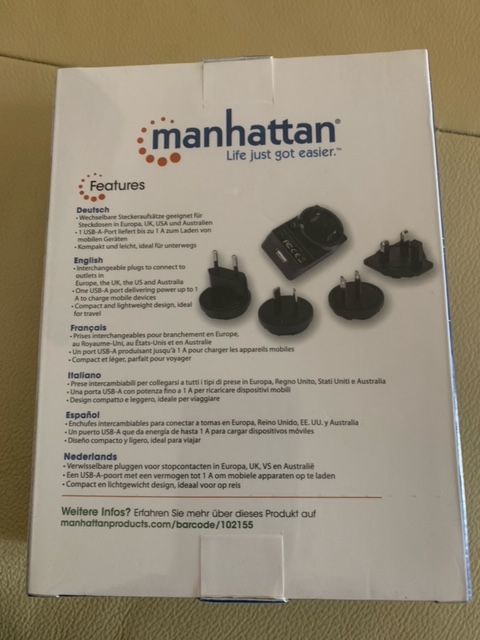 manhattan®
Life just got easier.™
Features
Deutsch
• Wechselbare Steckeraufsätze geeignet für
Steckdosen in Europa, UK, USA und Australien
• 1 USB-A-Port liefert bis zu 1 A zum Laden von
mobilen Geräten
• Kompakt und leicht, ideal für unterwegs
English
• Interchangeable plugs to connect to
outlets in
Europe, the UK, the US and Australia
• One USB-A port delivering power up to 1
A to charge mobile devices
• Compact and lightweight design, ideal
for travel
Français
• Prises interchangeables pour branchement en Europe,
au Royaume-Uni, au États-Unis et en Australie
• Un port USB-A produisant jusqu'à 1 A pour charger les appareils mobiles
• Compact et léger, parfait pour voyager
Italiano
• Prese intercambiabili per collegarsi a tutti i tipi di prese in Europa, Regno Unito, Stati Uniti e Australia
• Una porta USB-A con potenza fino a 1 A per ricaricare dispositivi mobili
• Design compatto e leggero, ideale per viaggiare
Español
• Enchufes intercambiables para conectar a tomas en Europa, Reino Unido, EE. UU. y Australia
• Un puerto USB-A que da energía de hasta 1 A para cargar dispositivos móviles
• Diseño compacto y ligero, ideal para viajar
Nederlands
• Verwisselbare pluggen voor stopcontacten in Europa, UK, VS en Australië
• Een USB-A-poort met een vermogen tot 1 A om mobiele apparaten op te laden
• Compact en lichtgewicht design, ideaal voor op reis
Weitere Infos? Erfahren Sie mehr über dieses Produkt auf
manhattanproducts.com/barcode/102155